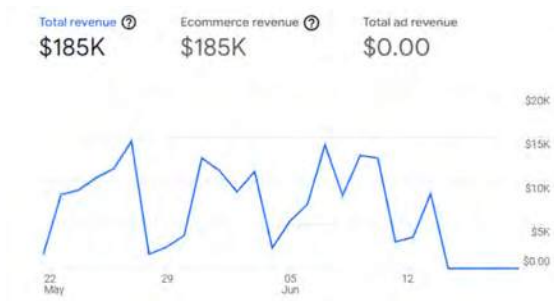 Total revenue ? Ecommerce revenue ? Total ad revenue
$185K $185K $0.00
$20K
$15K
$10K
$5K
$0.00
22 29 05 12
May Jun